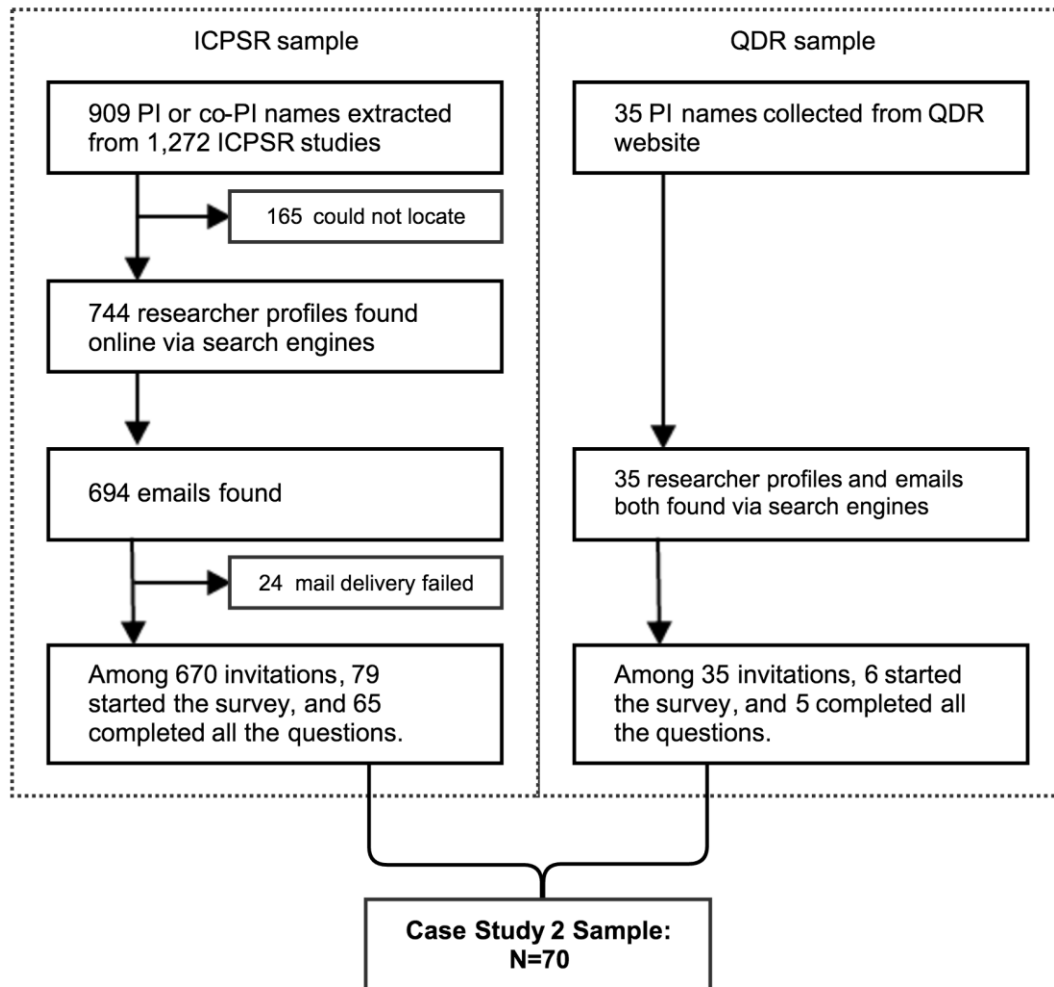 ICPSR sample
909 PI or co-PI names extracted
from 1,272 ICPSR studies
165 could not locate
744 researcher profiles found
online via search engines
694 emails found
24 mail delivery failed
Among 670 invitations, 79
started the survey, and 65
completed all the questions.
QDR sample
35 PI names collected from QDR
website
35 researcher profiles and emails
both found via search engines
Among 35 invitations, 6 started
the survey, and 5 completed all
the questions.
Case Study 2 Sample:
N=70